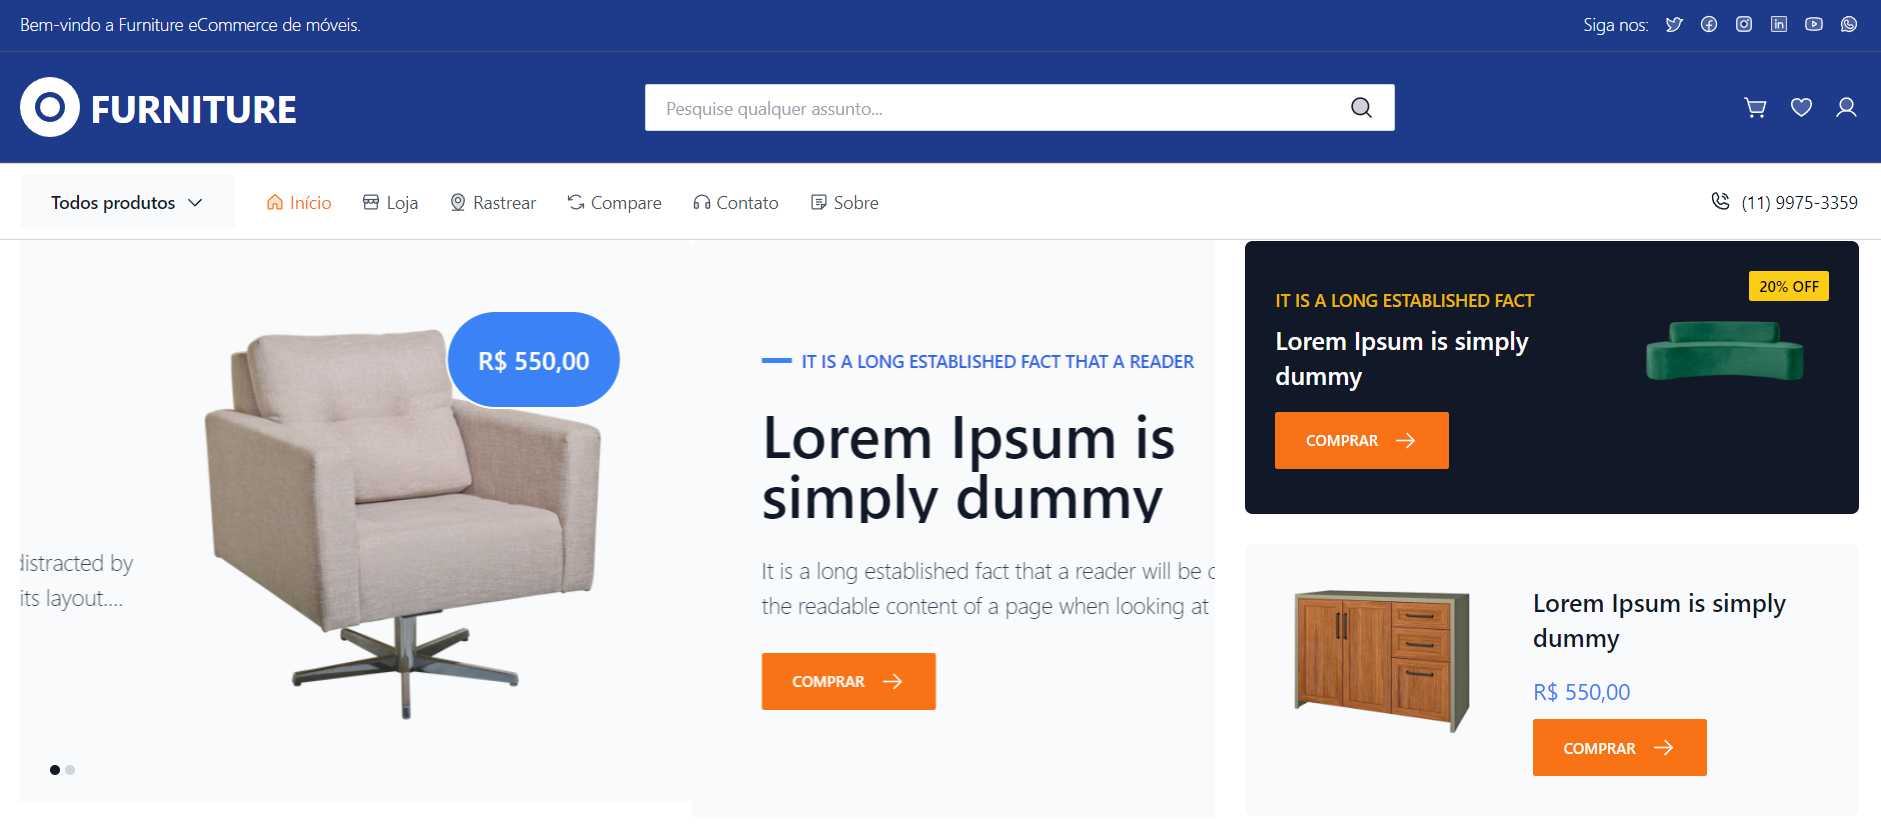 Bem-vindo a Furniture eCommerce de móveis.
Siga nos:
FURNITURE
Pesquise qualquer assunto...
Todos produtos
Início
Loja
Rastrear
Compare
Contato
Sobre
(11) 9975-3359
R$ 550,00
distracted by
its layout....
IT IS A LONG ESTABLISHED FACT THAT A READER
Lorem Ipsum is
simply dummy
It is a long established fact that a reader will be
the readable content of a page when looking at
COMPRAR
20% OFF
IT IS A LONG ESTABLISHED FACT
Lorem Ipsum is simply
dummy
COMPRAR
Lorem Ipsum is simply
dummy
R$ 550,00
COMPRAR